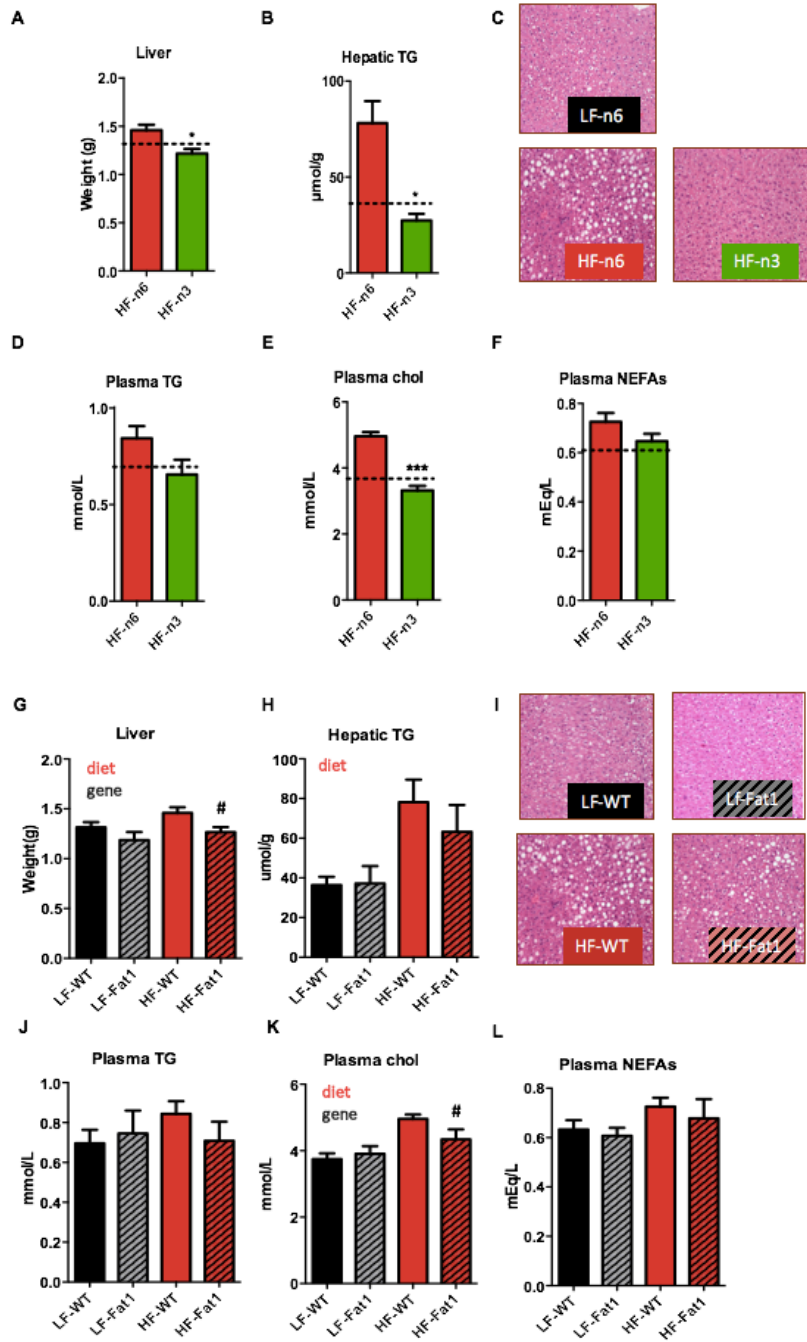 A
Liver
Weight (g)
2.0
1.5
1.0
0.5
0.0
*
HF-n6
HF-n3
B
Hepatic TG
µmol/g
100
50
0
*
HF-n6
HF-n3
C
LF-n6
HF-n6
HF-n3
D
Plasma TG
mmol/L
1.0
0.5
0.0
HF-n6
HF-n3
E
Plasma chol
mmol/L
6
4
2
0
***
HF-n6
HF-n3
F
Plasma NEFAs
mEq/L
0.8
0.6
0.4
0.2
0.0
HF-n6
HF-n3
G
Liver
Weight(g)
2.0
1.5
1.0
0.5
0.0
diet
gene
#
LF-WT
LF-Fat1
HF-WT
HF-Fat1
H
Hepatic TG
umol/g
100
80
60
40
20
0
diet
LF-WT
LF-Fat1
HF-WT
HF-Fat1
I
LF-WT
LF-Fat1
HF-WT
HF-Fat1
J
Plasma TG
mmol/L
1.0
0.8
0.6
0.4
0.2
0.0
LF-WT
LF-Fat1
HF-WT
HF-Fat1
K
Plasma chol
mmol/L
6
4
2
0
diet
gene
#
LF-WT
LF-Fat1
HF-WT
HF-Fat1
L
Plasma NEFAs
mEq/L
0.8
0.6
0.4
0.2
0.0
LF-WT
LF-Fat1
HF-WT
HF-Fat1